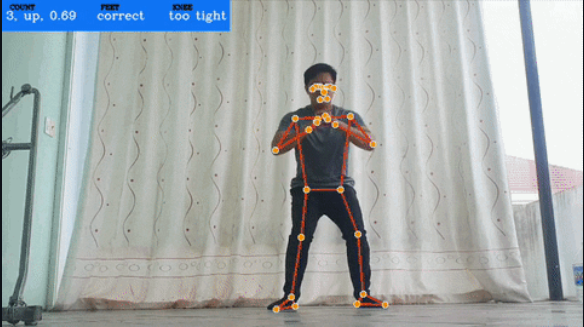 COUNT FEET KNEE
3, up, 0.69 correct too tight